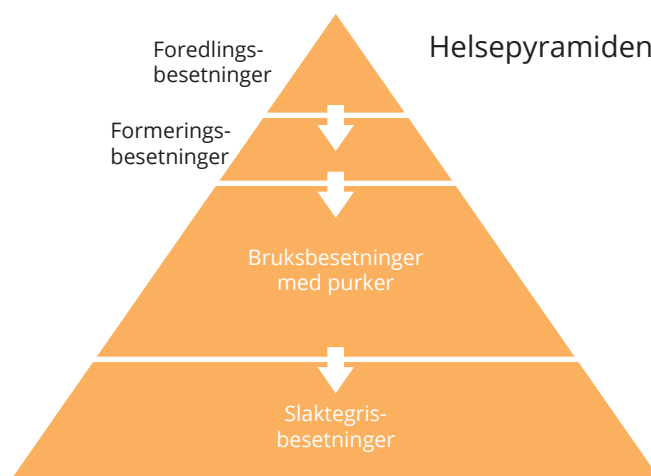 Helsepyramiden
Foredlings-
besetninger
Formerings-
besetninger
Bruksbesetninger
med purker
Slaktegris-
besetninger